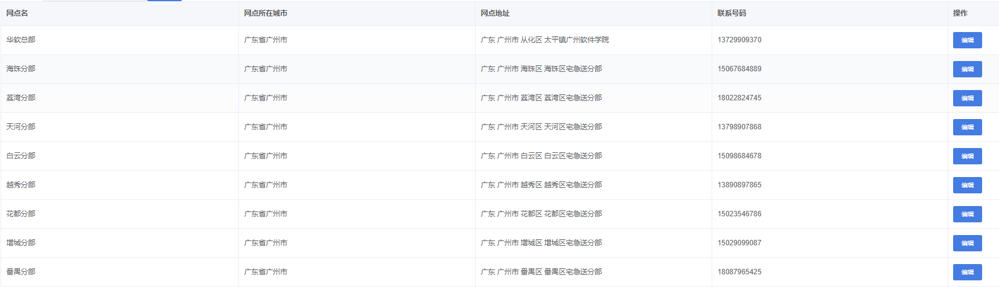 网点名 网点所在城市 网点地址 联系号码 操作
华软总部 广东省广州市 广东 广州市 从化区 太平镇广州软件学院 13729909370 编辑
海珠分部 广东省广州市 广东 广州市 海珠区 海珠区宅急送分部 15067684889 编辑
荔湾分部 广东省广州市 广东 广州市 荔湾区 荔湾区宅急送分部 18022824745 编辑
天河分部 广东省广州市 广东 广州市 天河区 天河区宅急送分部 13798907868 编辑
白云分部 广东省广州市 广东 广州市 白云区 白云区宅急送分部 15098684678 编辑
越秀分部 广东省广州市 广东 广州市 越秀区 越秀区宅急送分部 13890897865 编辑
花都分部 广东省广州市 广东 广州市 花都区 花都区宅急送分部 15023546786 编辑
增城分部 广东省广州市 广东 广州市 增城区 增城区宅急送分部 15029099087 编辑
番禺分部 广东省广州市 广东 广州市 番禺区 番禺区宅急送分部 18087965425 编辑